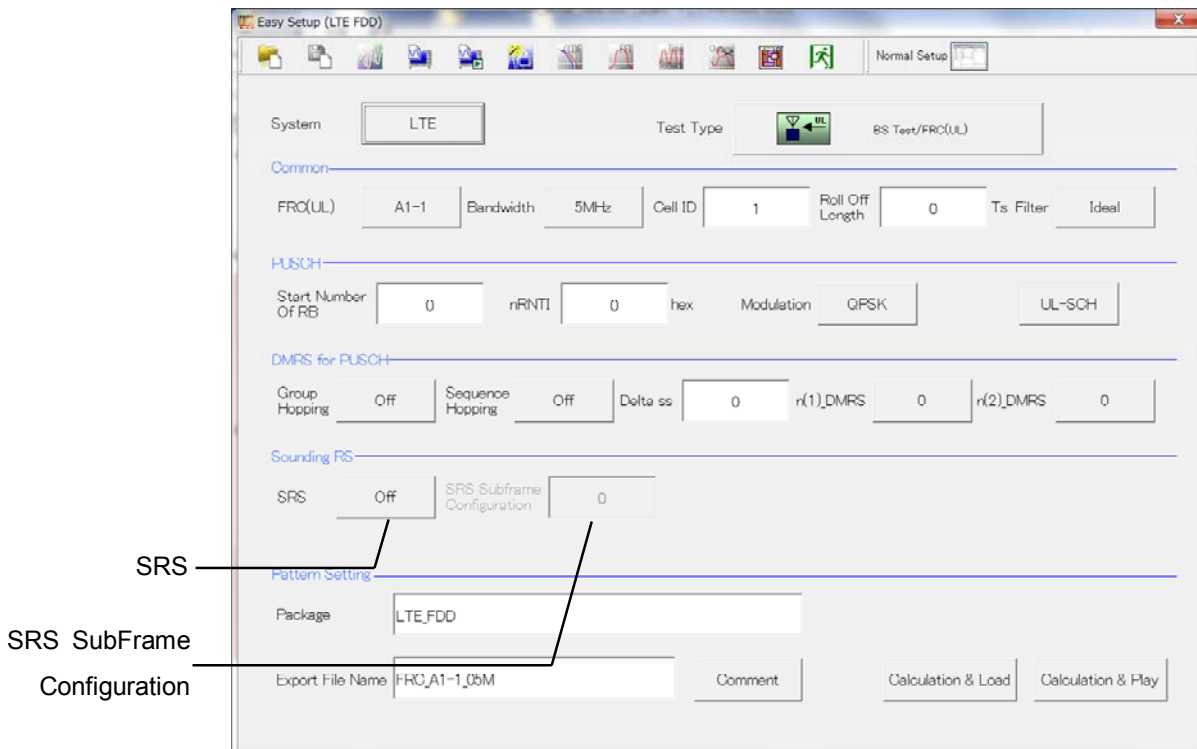 Easy Setup (LTE FDD)
Normal Setup
System LTE Test Type UL BS Test/FRC(UL)
Common
FRC(UL) A1-1 Bandwidth 5MHz Cell ID 1 Roll Off Length 0 Ts Filter Ideal
PUSCH
Start Number Of RB 0 nRNTI 0 hex Modulation QPSK UL-SCH
DMRS for PUSCH
Group Hopping Off Sequence Hopping Off Delta ss 0 n(1)_DMRS 0 n(2)_DMRS 0
Sounding RS
SRS Off SRS Subframe Configuration 0
SRS
Pattern Setting
Package LTE_FDD
SRS SubFrame
Configuration
Export File Name FRC_A1-1_05M Comment Calculation & Load Calculation & Play